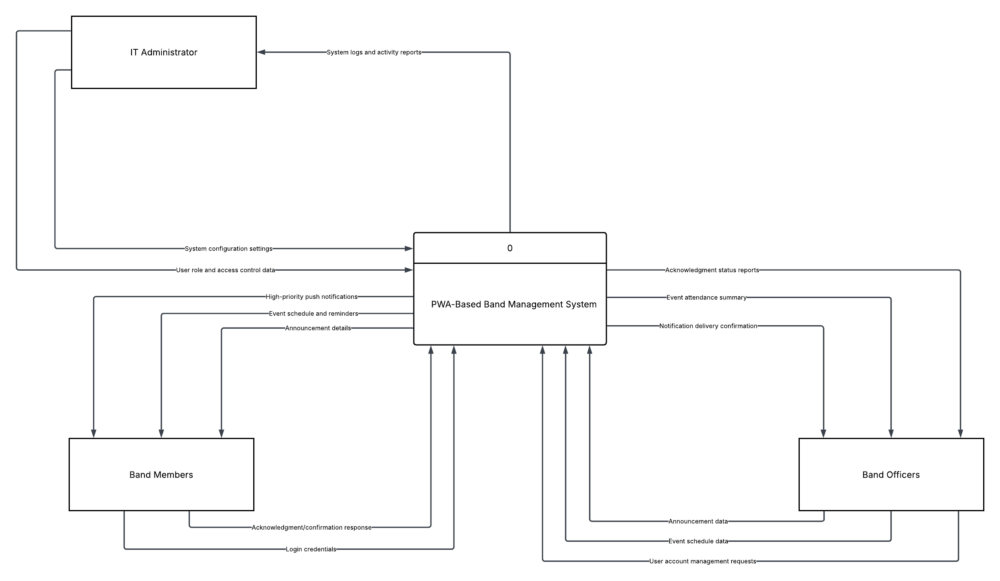 IT Administrator
System logs and activity reports
0
System configuration settings
User role and access control data
Acknowledgment status reports
High-priority push notifications
Event attendance summary
PWA-Based Band Management System
Event schedule and reminders
Notification delivery confirmation
Announcement details
Band Members
Band Officers
Announcement data
Acknowledgment/confirmation response
Event schedule data
Login credentials
User account management requests